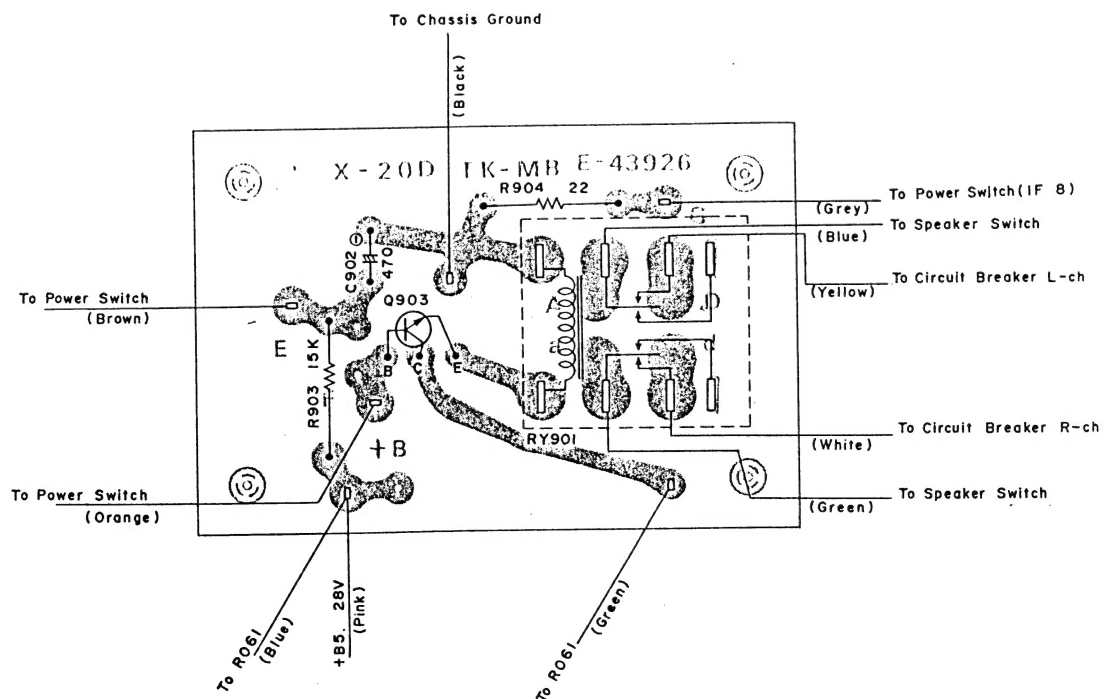 To Chassis Ground
(Black)
X-20D TK-MB E-43926
R904 22
To Power Switch(IF 8)
(Grey)
To Speaker Switch
(Blue)
To Circuit Breaker L-ch
(Yellow)
C902
470
Q903
To Power Switch
(Brown)
E
R903 15K
B
C
E
A
a
D
+B
RY901
To Circuit Breaker R-ch
(White)
To Power Switch
(Orange)
To Speaker Switch
(Green)
To R061
(Blue)
+B5. 28V
(Pink)
To R061
(Green)